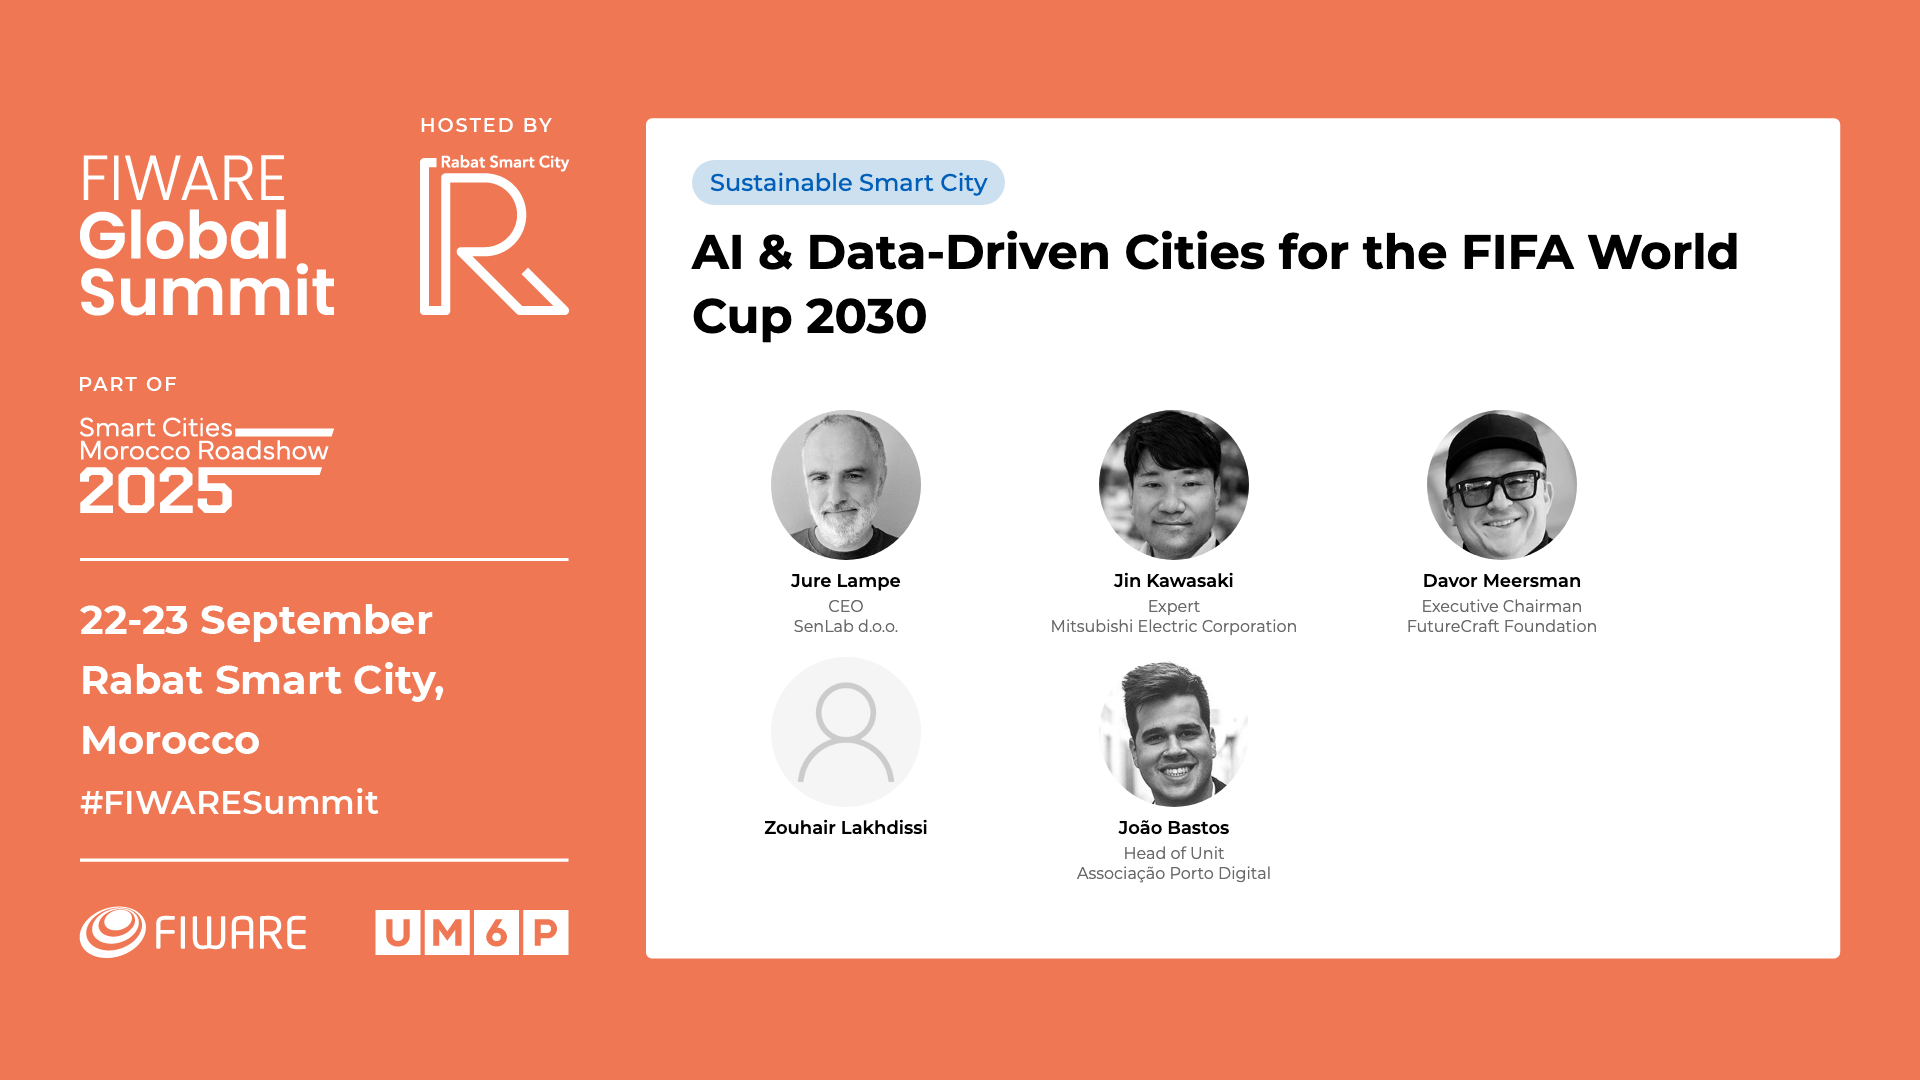 HOSTED BY
Rabat Smart City
R
FIWARE
Global
Summit
PART OF
Smart Cities
Morocco Roadshow
2025
22-23 September
Rabat Smart City,
Morocco
#FIWARESummit
FIWARE
UM6P
Sustainable Smart City
AI & Data-Driven Cities for the FIFA World
Cup 2030
Jure Lampe
CEO
SenLab d.o.o.
Jin Kawasaki
Expert
Mitsubishi Electric Corporation
Davor Meersman
Executive Chairman
FutureCraft Foundation
Zouhair Lakhdissi
João Bastos
Head of Unit
Associação Porto Digital